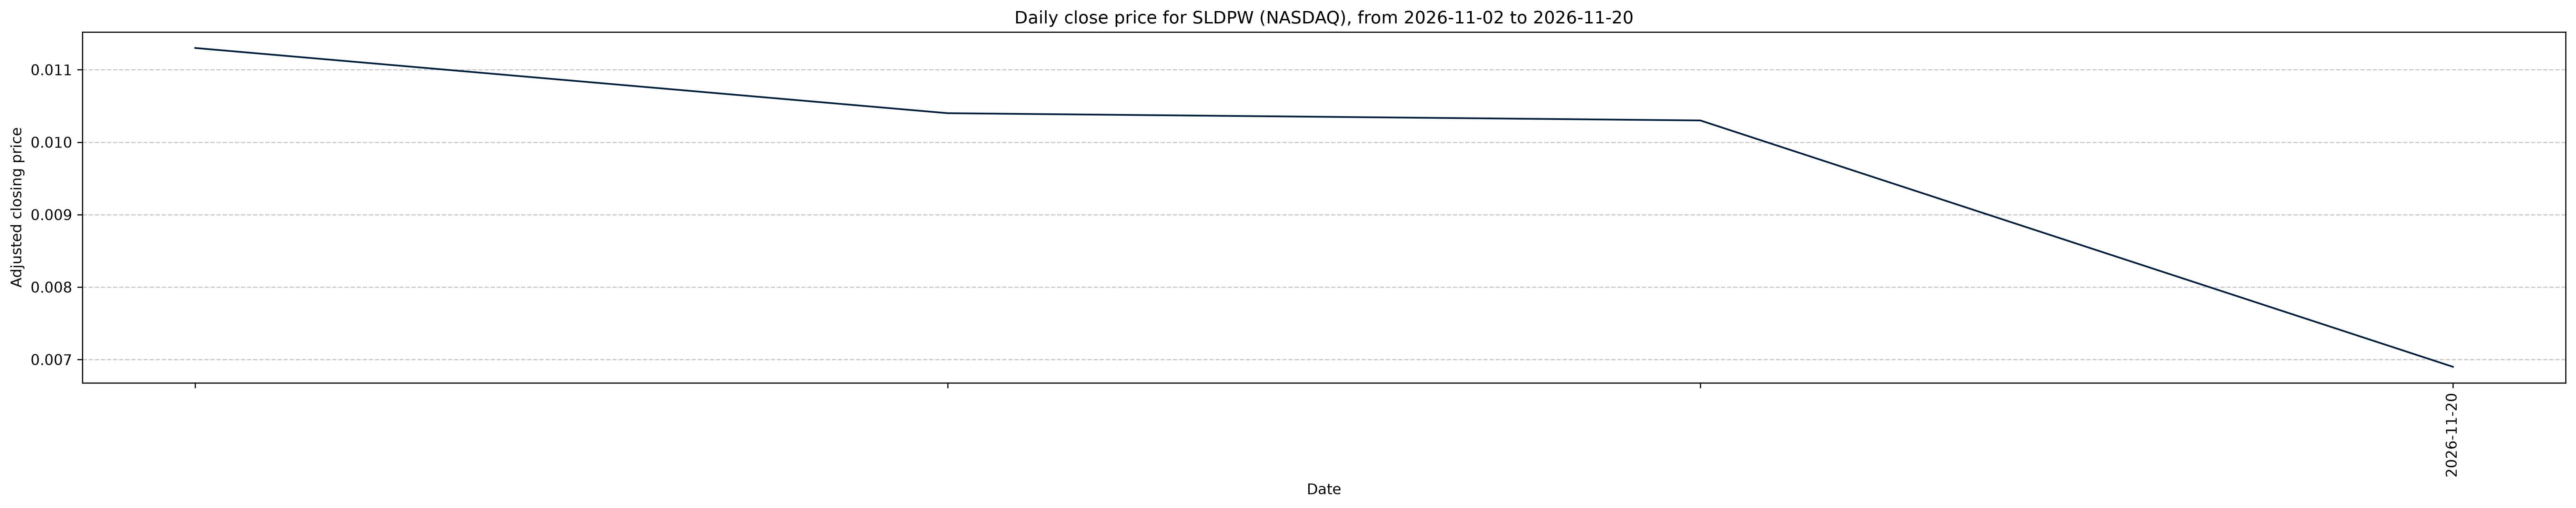 Daily close price for SLDPW (NASDAQ), from 2026-11-02 to 2026-11-20
Adjusted closing price
0.011
0.010
0.009
0.008
0.007
2026-11-20
Date